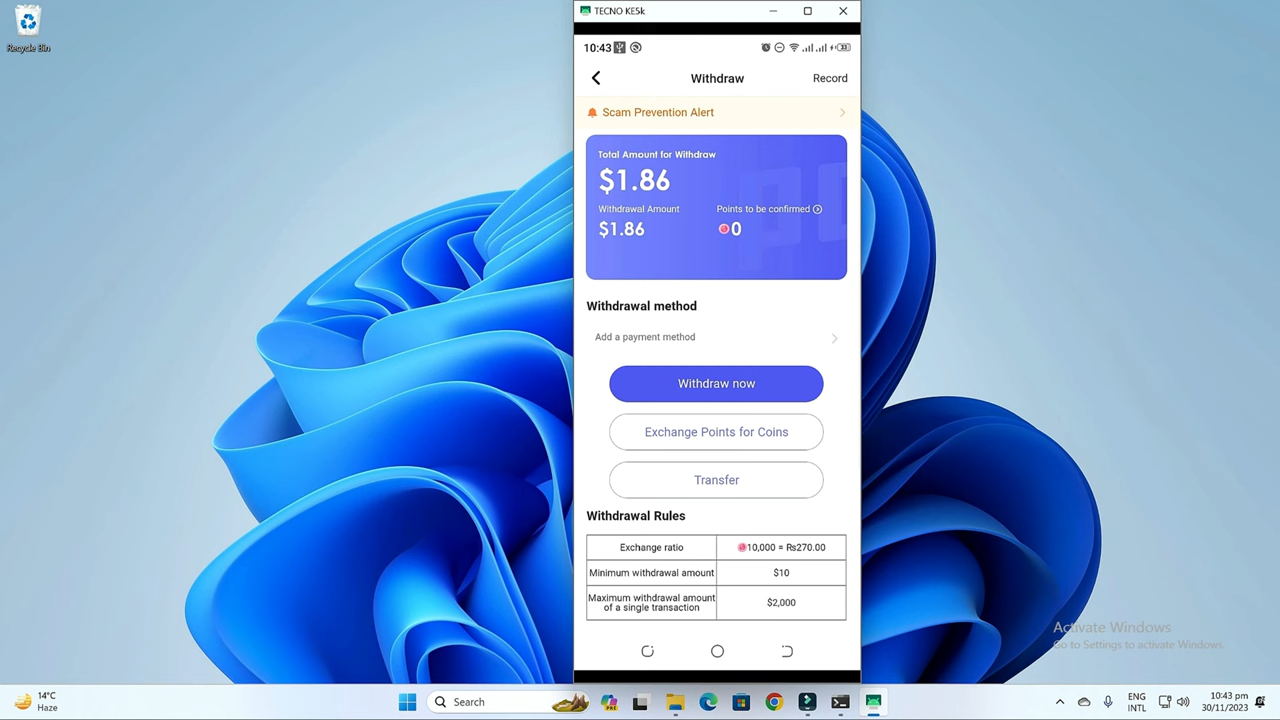 Recycle Bin
TECNO KE5k
10:43
33
Withdraw
Record
Scam Prevention Alert
Total Amount for Withdraw
$1.86
Withdrawal Amount
Points to be confirmed
$1.86
0
Withdrawal method
Add a payment method
Withdraw now
Exchange Points for Coins
Transfer
Withdrawal Rules
Exchange ratio
10,000 = ₨270.00
Minimum withdrawal amount
$10
Maximum withdrawal amount
of a single transaction
$2,000
Activate Windows
Go to Settings to activate Windows.
14°C
Haze
Search
PRE
ENG
INTL
10:43 pm
30/11/2023